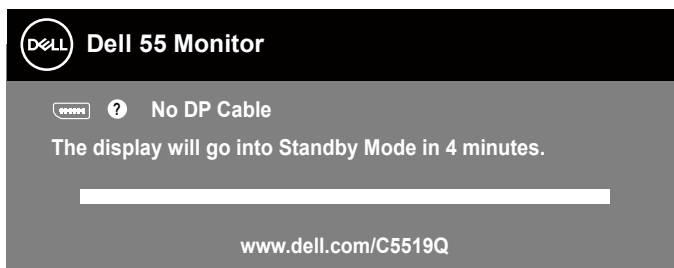 DELL Dell 55 Monitor
? No DP Cable
The display will go into Standby Mode in 4 minutes.
www.dell.com/C5519Q